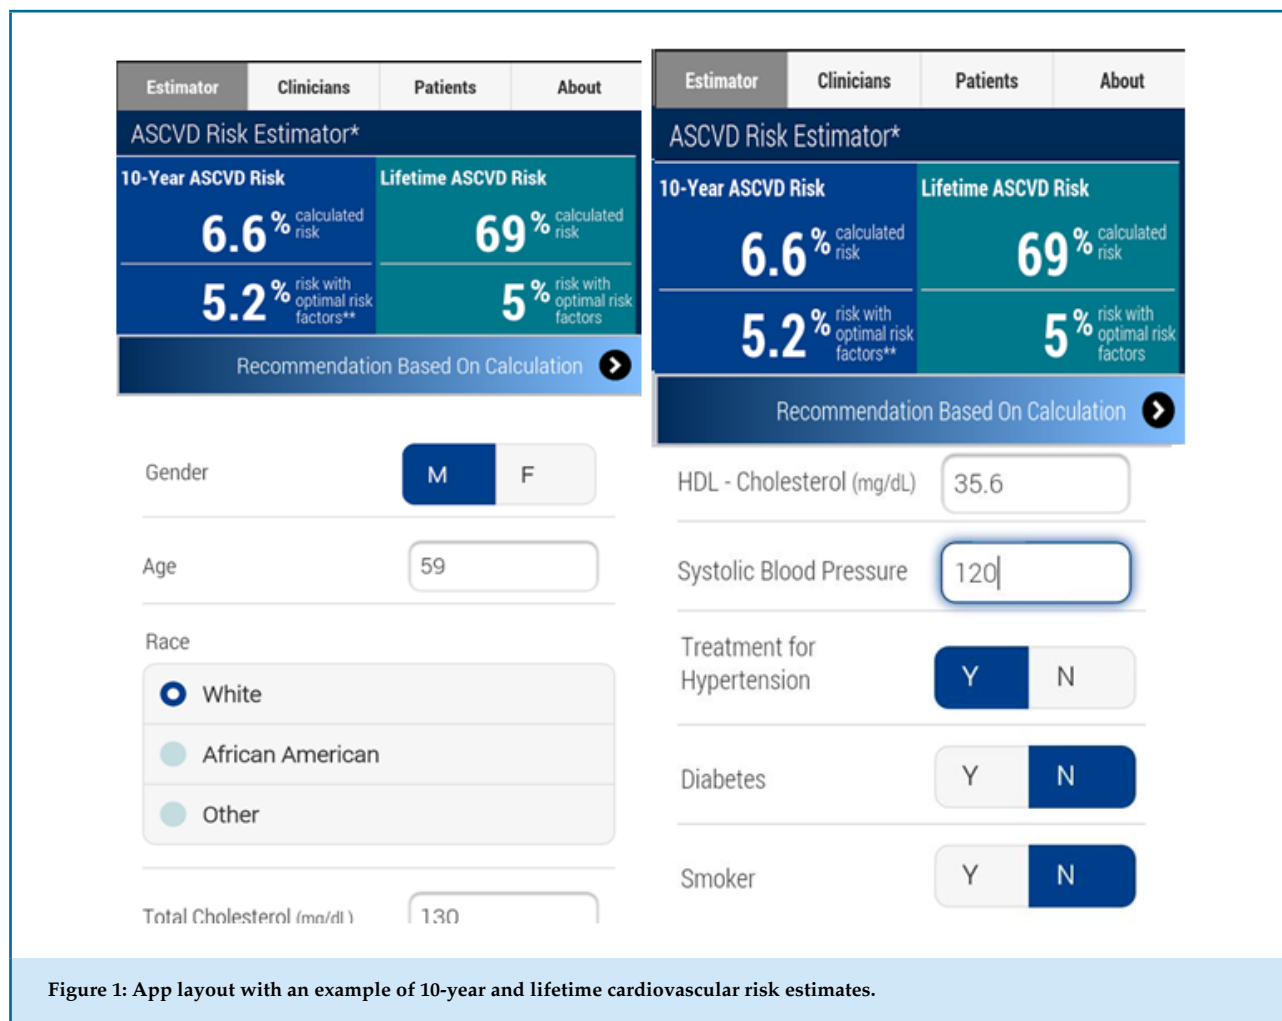 Estimator Clinicians Patients About
ASCVD Risk Estimator*
10-Year ASCVD Risk Lifetime ASCVD Risk
6.6 % calculated risk 69 % calculated risk
5.2 % risk with optimal risk factors** 5 % risk with optimal risk factors
Recommendation Based On Calculation
Gender M F
Age 59
Race
White
African American
Other
Total Cholesterol (mg/dL) 130
Estimator Clinicians Patients About
ASCVD Risk Estimator*
10-Year ASCVD Risk Lifetime ASCVD Risk
6.6 % calculated risk 69 % calculated risk
5.2 % risk with optimal risk factors** 5 % risk with optimal risk factors
Recommendation Based On Calculation
HDL - Cholesterol (mg/dL) 35.6
Systolic Blood Pressure 120
Treatment for
Hypertension Y N
Diabetes Y N
Smoker Y N
Figure 1: App layout with an example of 10-year and lifetime cardiovascular risk estimates.